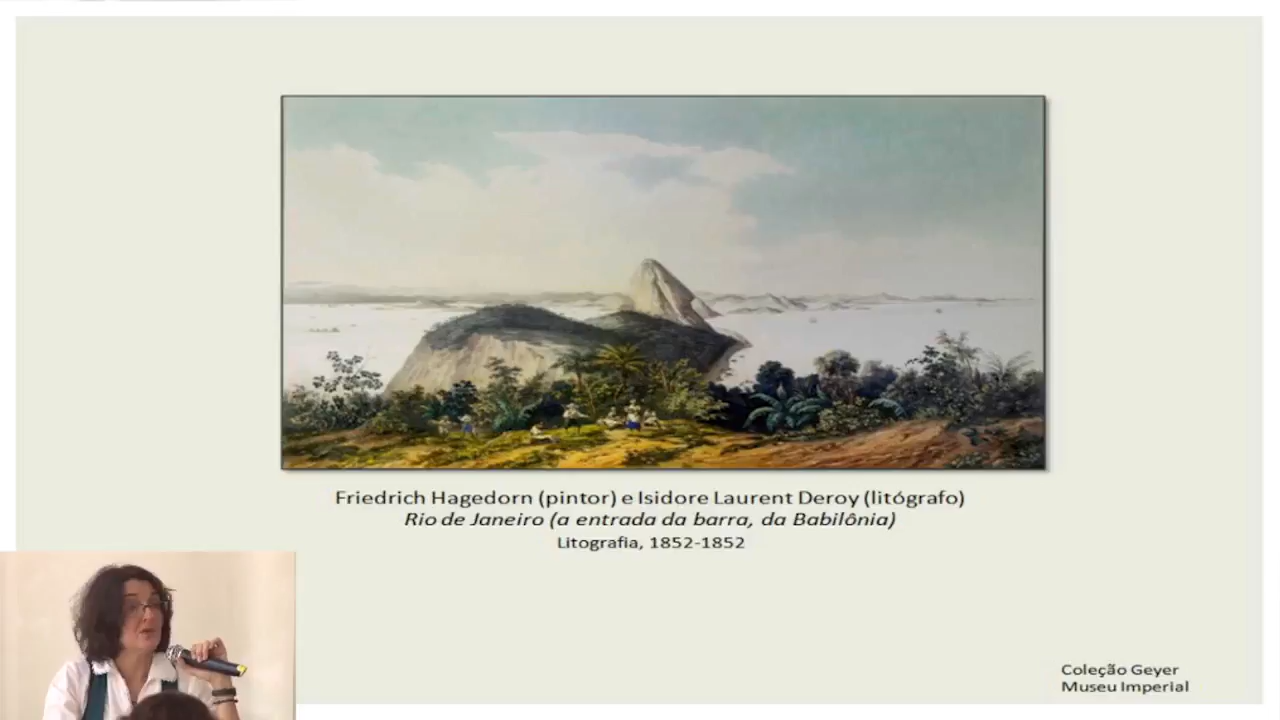 Friedrich Hagedorn (pintor) e Isidore Laurent Deroy (litógrafo)
Rio de Janeiro (a entrada da barra, da Babilônia)
Litografia, 1852-1852
Coleção Geyer
Museu Imperial